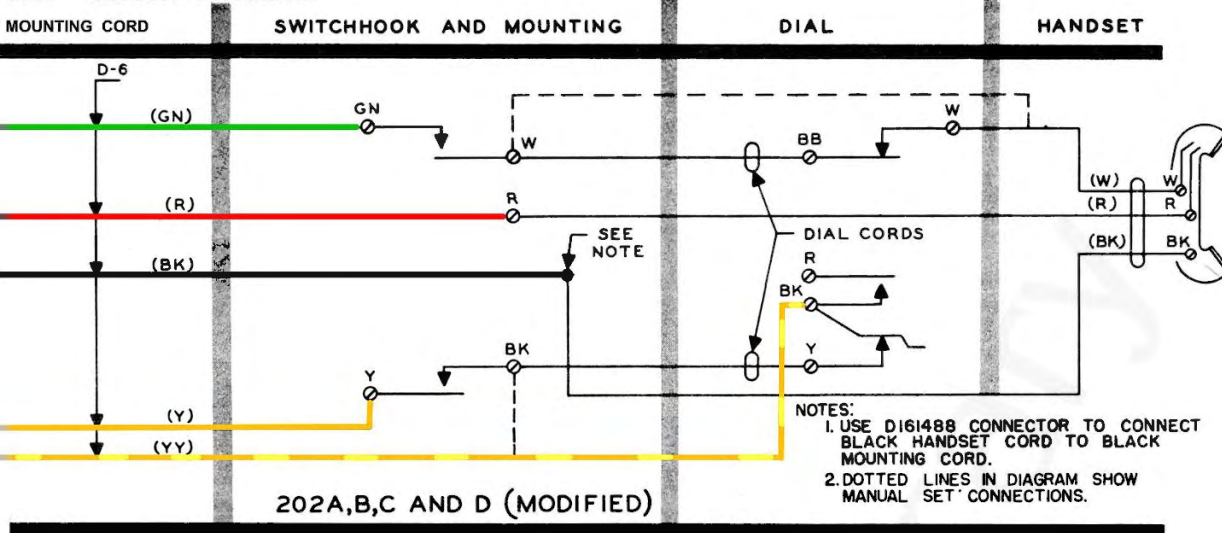 MOUNTING CORD
SWITCHHOOK AND MOUNTING
DIAL
HANDSET
D-6
(GN)
GN
W
BB
W
(R)
R
(W)
W
(R)
R
(BK)
SEE
NOTE
DIAL CORDS
(BK)
BK
R
BK
BK
Y
Y
(Y)
(YY)
NOTES:
1. USE D161488 CONNECTOR TO CONNECT
BLACK HANDSET CORD TO BLACK
MOUNTING CORD.
2. DOTTED LINES IN DIAGRAM SHOW
MANUAL SET CONNECTIONS.
202A,B,C AND D (MODIFIED)